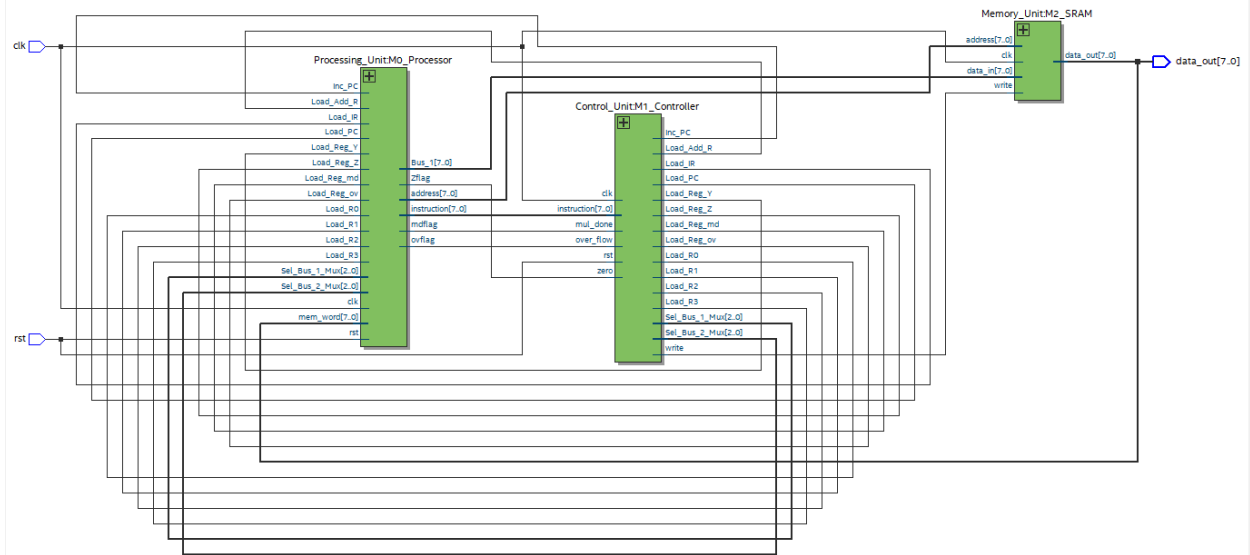 clk
rst
Processing_Unit:M0_Processor
Inc_PC
Load_Add_R
Load_IR
Load_PC
Load_Reg_Y
Load_Reg_Z
Load_Reg_md
Load_Reg_ov
Load_R0
Load_R1
Load_R2
Load_R3
Sel_Bus_1_Mux[2..0]
Sel_Bus_2_Mux[2..0]
clk
mem_word[7..0]
rst
Bus_1[7..0]
Zflag
address[7..0]
instruction[7..0]
mdflag
ovflag
Control_Unit:M1_Controller
clk
instruction[7..0]
mul_done
over_flow
rst
zero
Inc_PC
Load_Add_R
Load_IR
Load_PC
Load_Reg_Y
Load_Reg_Z
Load_Reg_md
Load_Reg_ov
Load_R0
Load_R1
Load_R2
Load_R3
Sel_Bus_1_Mux[2..0]
Sel_Bus_2_Mux[2..0]
write
Memory_Unit:M2_SRAM
address[7..0]
clk
data_in[7..0]
write
data_out[7..0]
data_out[7..0]